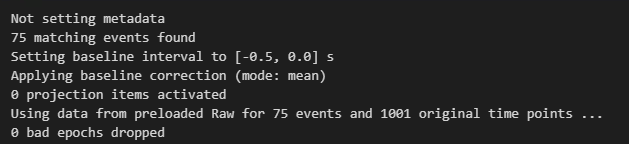 Not setting metadata
75 matching events found
Setting baseline interval to [-0.5, 0.0] s
Applying baseline correction (mode: mean)
0 projection items activated
Using data from preloaded Raw for 75 events and 1001 original time points ...
0 bad epochs dropped